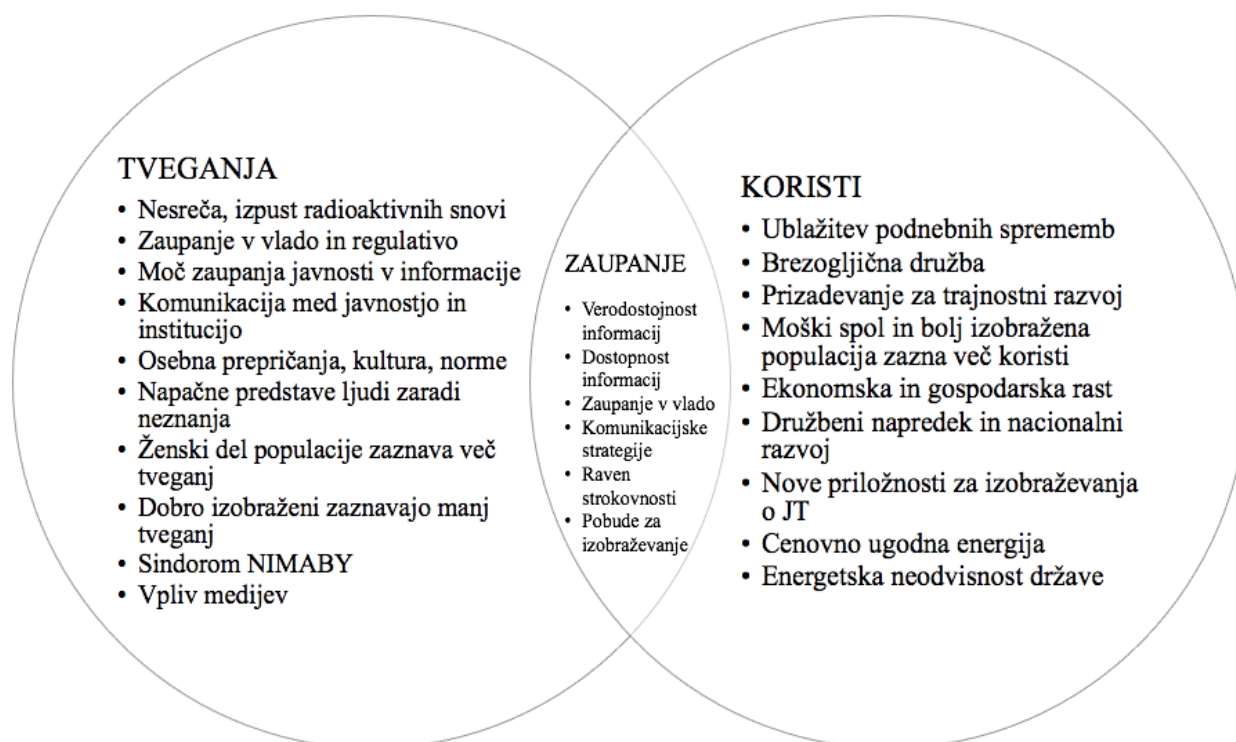 TVEGANJA
• Nesreča, izpust radioaktivnih snovi
• Zaupanje v vlado in regulativo
• Moč zaupanja javnosti v informacije
• Komunikacija med javnostjo in
institucijo
• Osebna prepričanja, kultura, norme
• Napačne predstave ljudi zaradi
neznanja
• Ženski del populacije zaznava več
tveganj
• Dobro izobraženi zaznavajo manj
tveganj
• Sindorom NIMABY
• Vpliv medijev
ZAUPANJE
• Verodostojnost
informacij
• Dostopnost
informacij
• Zaupanje v vlado
• Komunikacijske
strategije
• Raven
strokovnosti
• Pobude za
izobraževanje
KORISTI
• Ublažitev podnebnih sprememb
• Brezogljična družba
• Prizadevanje za trajnostni razvoj
• Moški spol in bolj izobražena
populacija zazna več koristi
• Ekonomska in gospodarska rast
• Družbeni napredek in nacionalni
razvoj
• Nove priložnosti za izobraževanja
o JT
• Cenovno ugodna energija
• Energetska neodvisnost države